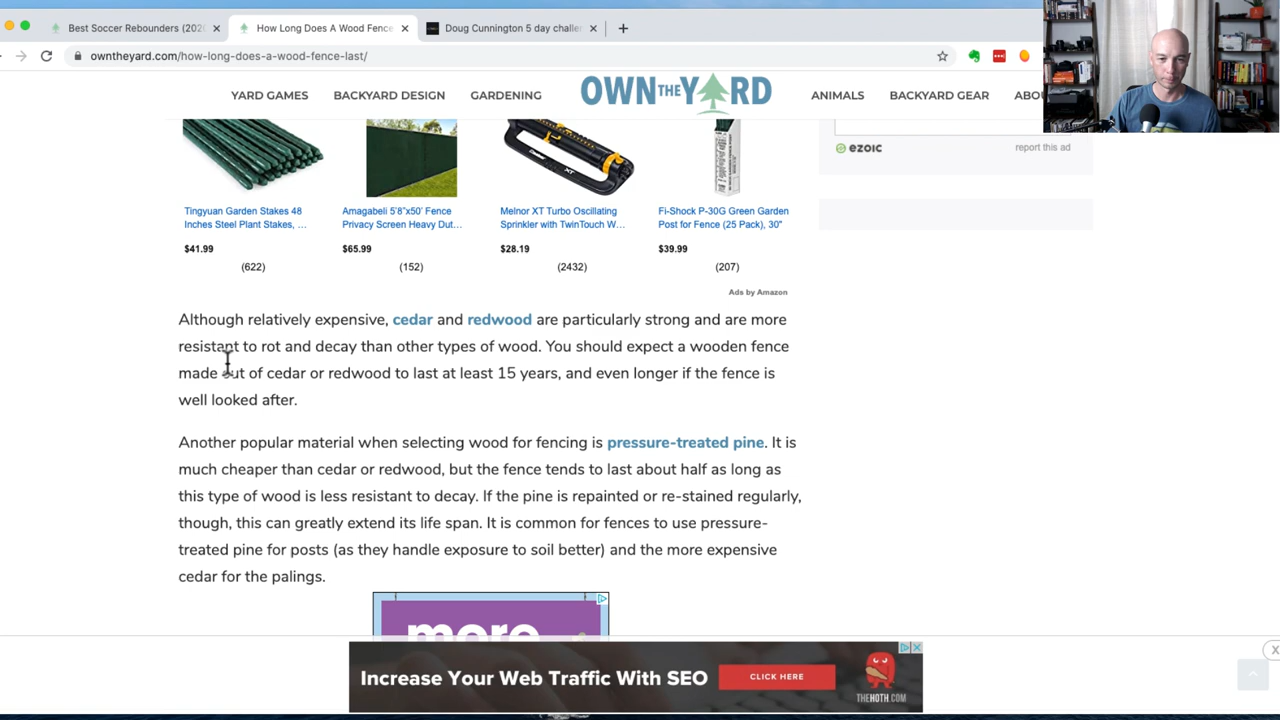 Best Soccer Rebounders (202
How Long Does A Wood Fence
Doug Cunnington 5 day challen
owntheyard.com/how-long-does-a-wood-fence-last/
YARD GAMES
BACKYARD DESIGN
GARDENING
OWN THE YARD
ANIMALS
BACKYARD GEAR
ABOU
ezoic
report this ad
Tingyuan Garden Stakes 48
Inches Steel Plant Stakes, ...
$41.99
(622)
Amagabeli 5'8"x50' Fence
Privacy Screen Heavy Dut...
$65.99
(152)
Melnor XT Turbo Oscillating
Sprinkler with TwinTouch W...
$28.19
(2432)
Fi-Shock P-30G Green Garden
Post for Fence (25 Pack), 30"
$39.99
(207)
Ads by Amazon
Although relatively expensive, cedar and redwood are particularly strong and are more
resistant to rot and decay than other types of wood. You should expect a wooden fence
made out of cedar or redwood to last at least 15 years, and even longer if the fence is
well looked after.
Another popular material when selecting wood for fencing is pressure-treated pine. It is
much cheaper than cedar or redwood, but the fence tends to last about half as long as
this type of wood is less resistant to decay. If the pine is repainted or re-stained regularly,
though, this can greatly extend its life span. It is common for fences to use pressure-
treated pine for posts (as they handle exposure to soil better) and the more expensive
cedar for the palings.
more
Increase Your Web Traffic With SEO
CLICK HERE
THEHOTH.COM
X